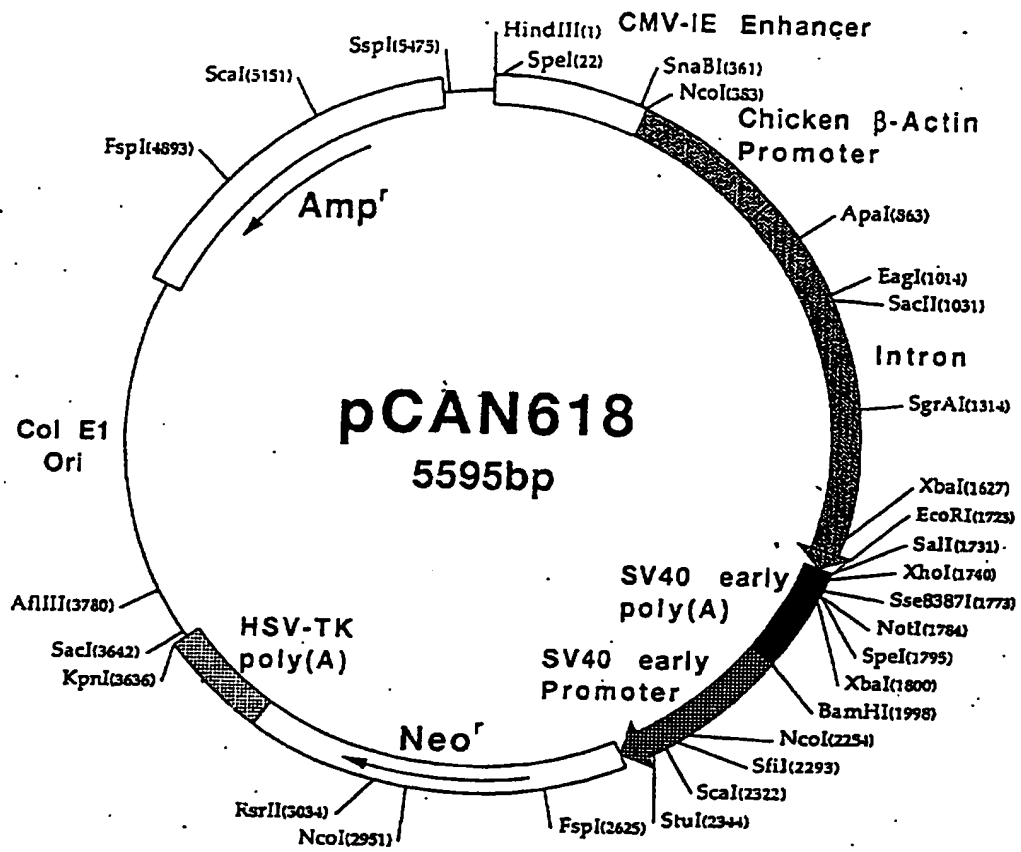 HindIII(1)
CMV-IE Enhancer
SspI(5475)
SpeI(22)
ScaI(5151)
SnaBI(361)
NcoI(383)
Chicken β-Actin
Promoter
FspI(4893)
Ampr
ApaI(863)
EagI(1014)
SacII(1031)
Intron
SgrAI(1314)
pCAN618
5595bp
Col E1
Ori
XbaI(1627)
EcoRI(1725)
SalI(1731)
XhoI(1740)
Sse8387I(1773)
NotI(1784)
SpeI(1795)
XbaI(1800)
BamHI(1998)
SV40 early
poly(A)
SV40 early
Promoter
AflIII(3780)
HSV-TK
poly(A)
SacI(3642)
KpnI(3636)
Neor
NcoI(2254)
SfiI(2293)
ScaI(2322)
StuI(2344)
FspI(2625)
RsrII(3034)
NcoI(2951)